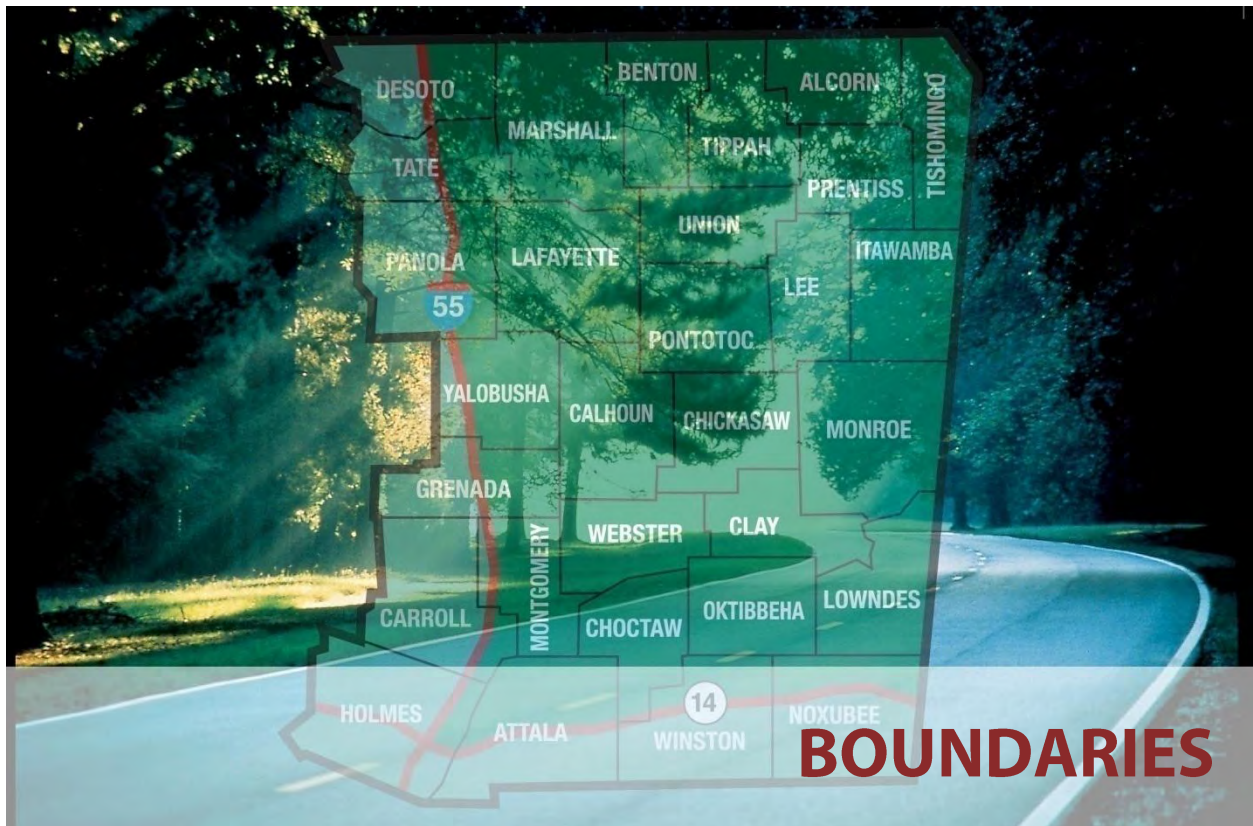 BENTON
ALCORN
DESOTO
TISHOMINGO
MARSHALL
TIPPAH
TATE
PRENTISS
UNION
ITAWAMBA
LAFAYETTE
PANOLA
LEE
55
PONTOTOC
YALOBUSHA
CALHOUN
CHICKASAW
MONROE
GRENADA
WEBSTER
CLAY
MONTGOMERY
LOWNDES
OKTIBBEHA
CARROLL
CHOCTAW
14
HOLMES
NOXUBEE
ATTALA
WINSTON
BOUNDARIES